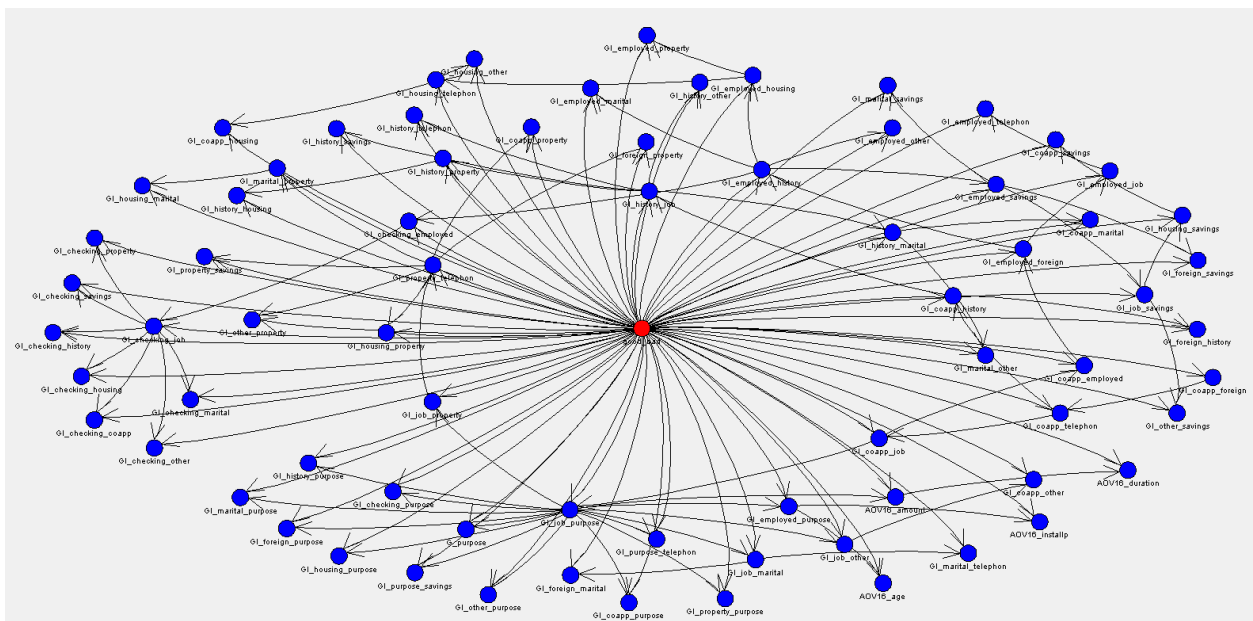 GI_employed_property
GI_housing_other
GI_housing_telephon
GI_employed_marital
GI_history_other
GI_employed_housing
GI_marital_savings
GI_coapp_housing
GI_history_savings
GI_history_telephon
GI_coapp_property
GI_foreign_property
GI_employed_other
GI_employed_telephon
GI_coapp_savings
GI_housing_marital
GI_marital_property
GI_history_housing
GI_history_property
GI_history_job
GI_employed_history
GI_employed_savings
GI_employed_job
GI_checking_property
GI_checking_employed
GI_history_marital
GI_coapp_marital
GI_housing_savings
GI_property_savings
GI_property_telephon
GI_employed_foreign
GI_foreign_savings
GI_checking_savings
GI_coapp_history
GI_job_savings
GI_checking_history
GI_checking_job
GI_other_property
GI_housing_property
good_bad
GI_marital_other
GI_foreign_history
GI_checking_housing
GI_coapp_employed
GI_coapp_foreign
GI_checking_marital
GI_job_property
GI_coapp_telephon
GI_other_savings
GI_checking_coapp
GI_checking_other
GI_coapp_job
GI_history_purpose
GI_checking_purpose
GI_coapp_other
AOV16_duration
GI_marital_purpose
GI_job_purpose
GI_employed_purpose
AOV16_amount
AOV16_installp
GI_foreign_purpose
G_purpose
GI_purpose_telephon
GI_job_other
GI_housing_purpose
GI_purpose_savings
GI_foreign_marital
GI_job_marital
GI_marital_telephon
GI_other_purpose
GI_coapp_purpose
GI_property_purpose
AOV16_age